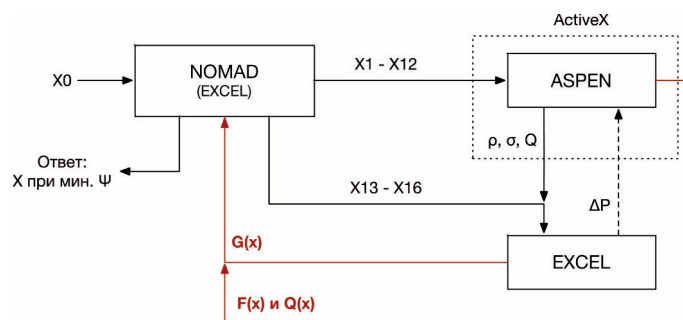 ActiveX
X0
NOMAD
(EXCEL)
X1 - X12
ASPEN
ρ, σ, Q
Ответ:
X при мин. Ψ
X13 - X16
ΔP
G(x)
EXCEL
F(x) и Q(x)